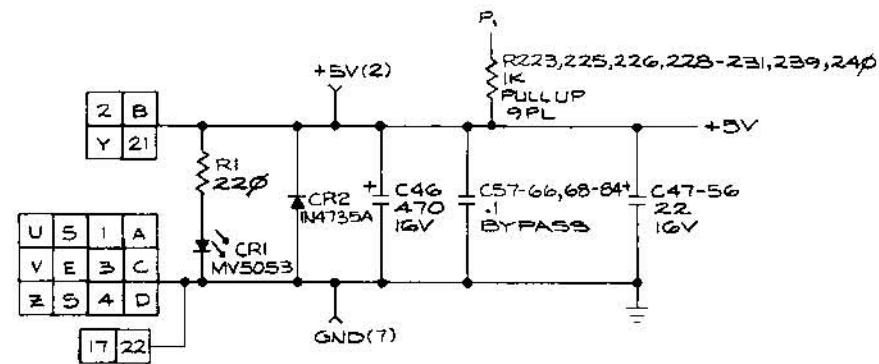 P1
R223,225,226,228-231,239,24Ø
1K
PULLUP
9PL
+5V(2)
2 B
Y 21
+5V
R1
22Ø
CR2
1N4735A
+ C46
470
16V
C57-66,68-84
.1
BYPASS
+ C47-56
22
16V
CR1
MV5053
U S 1 A
V E 3 C
Z 5 4 D
17 22
GND(7)